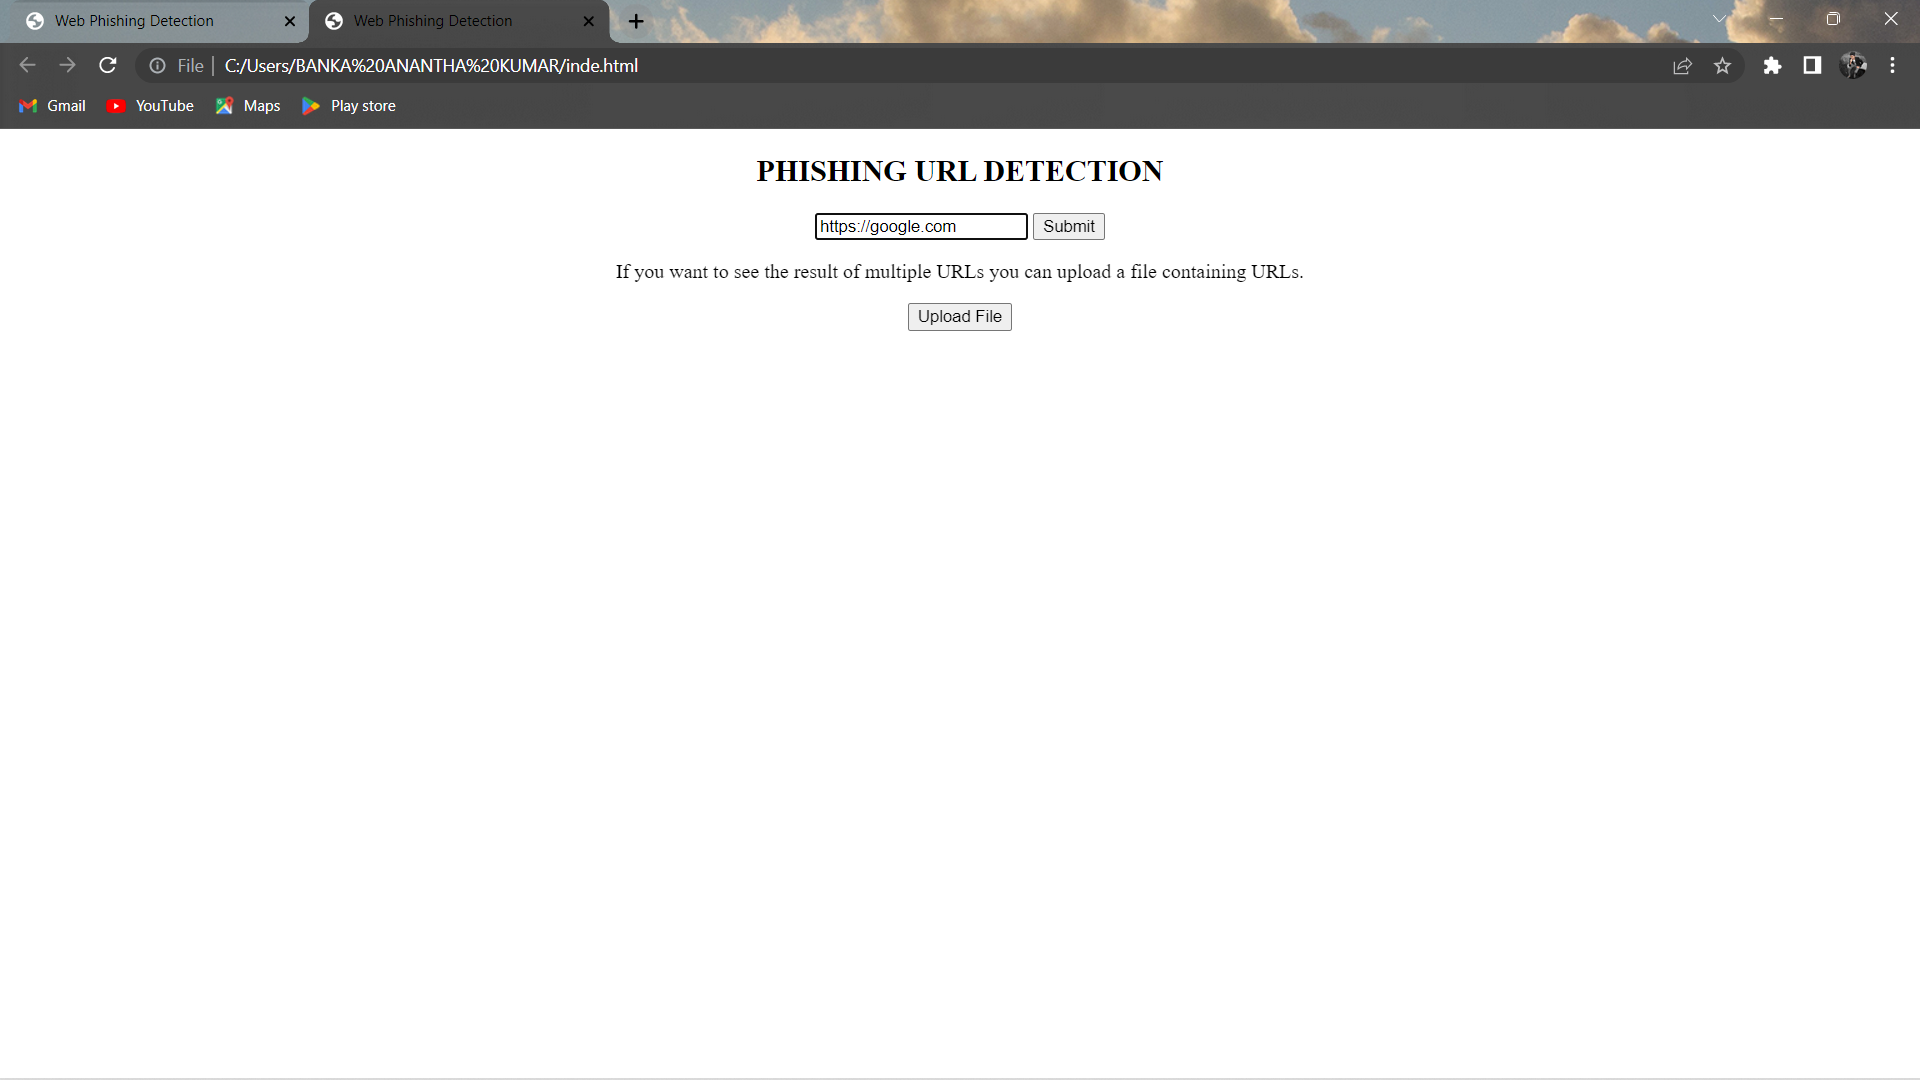 Web Phishing Detection
Web Phishing Detection
File C:/Users/BANKA%20ANANTHA%20KUMAR/inde.html
Gmail YouTube Maps Play store
PHISHING URL DETECTION
https://google.com Submit
If you want to see the result of multiple URLs you can upload a file containing URLs.
Upload File